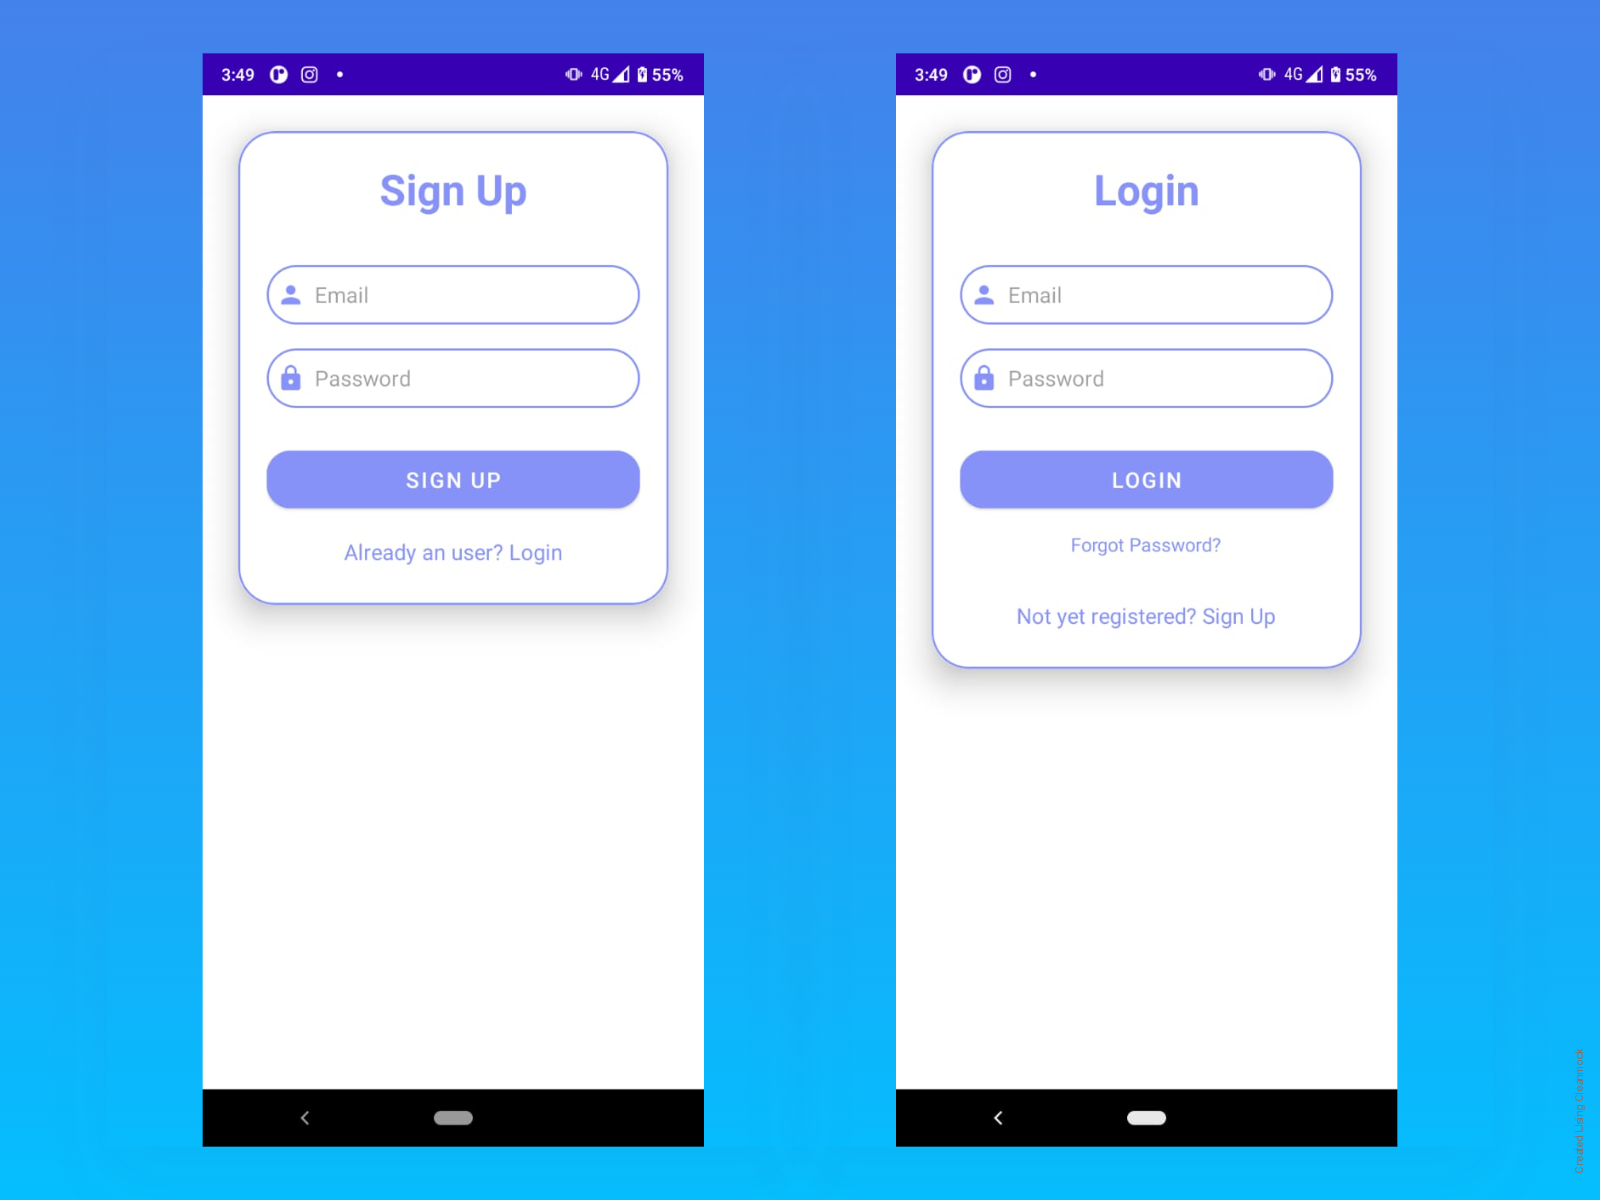 3:49 4G 55%
Sign Up
Email
Password
SIGN UP
Already an user? Login
3:49 4G 55%
Login
Email
Password
LOGIN
Forgot Password?
Not yet registered? Sign Up
Created Using Cleanmock